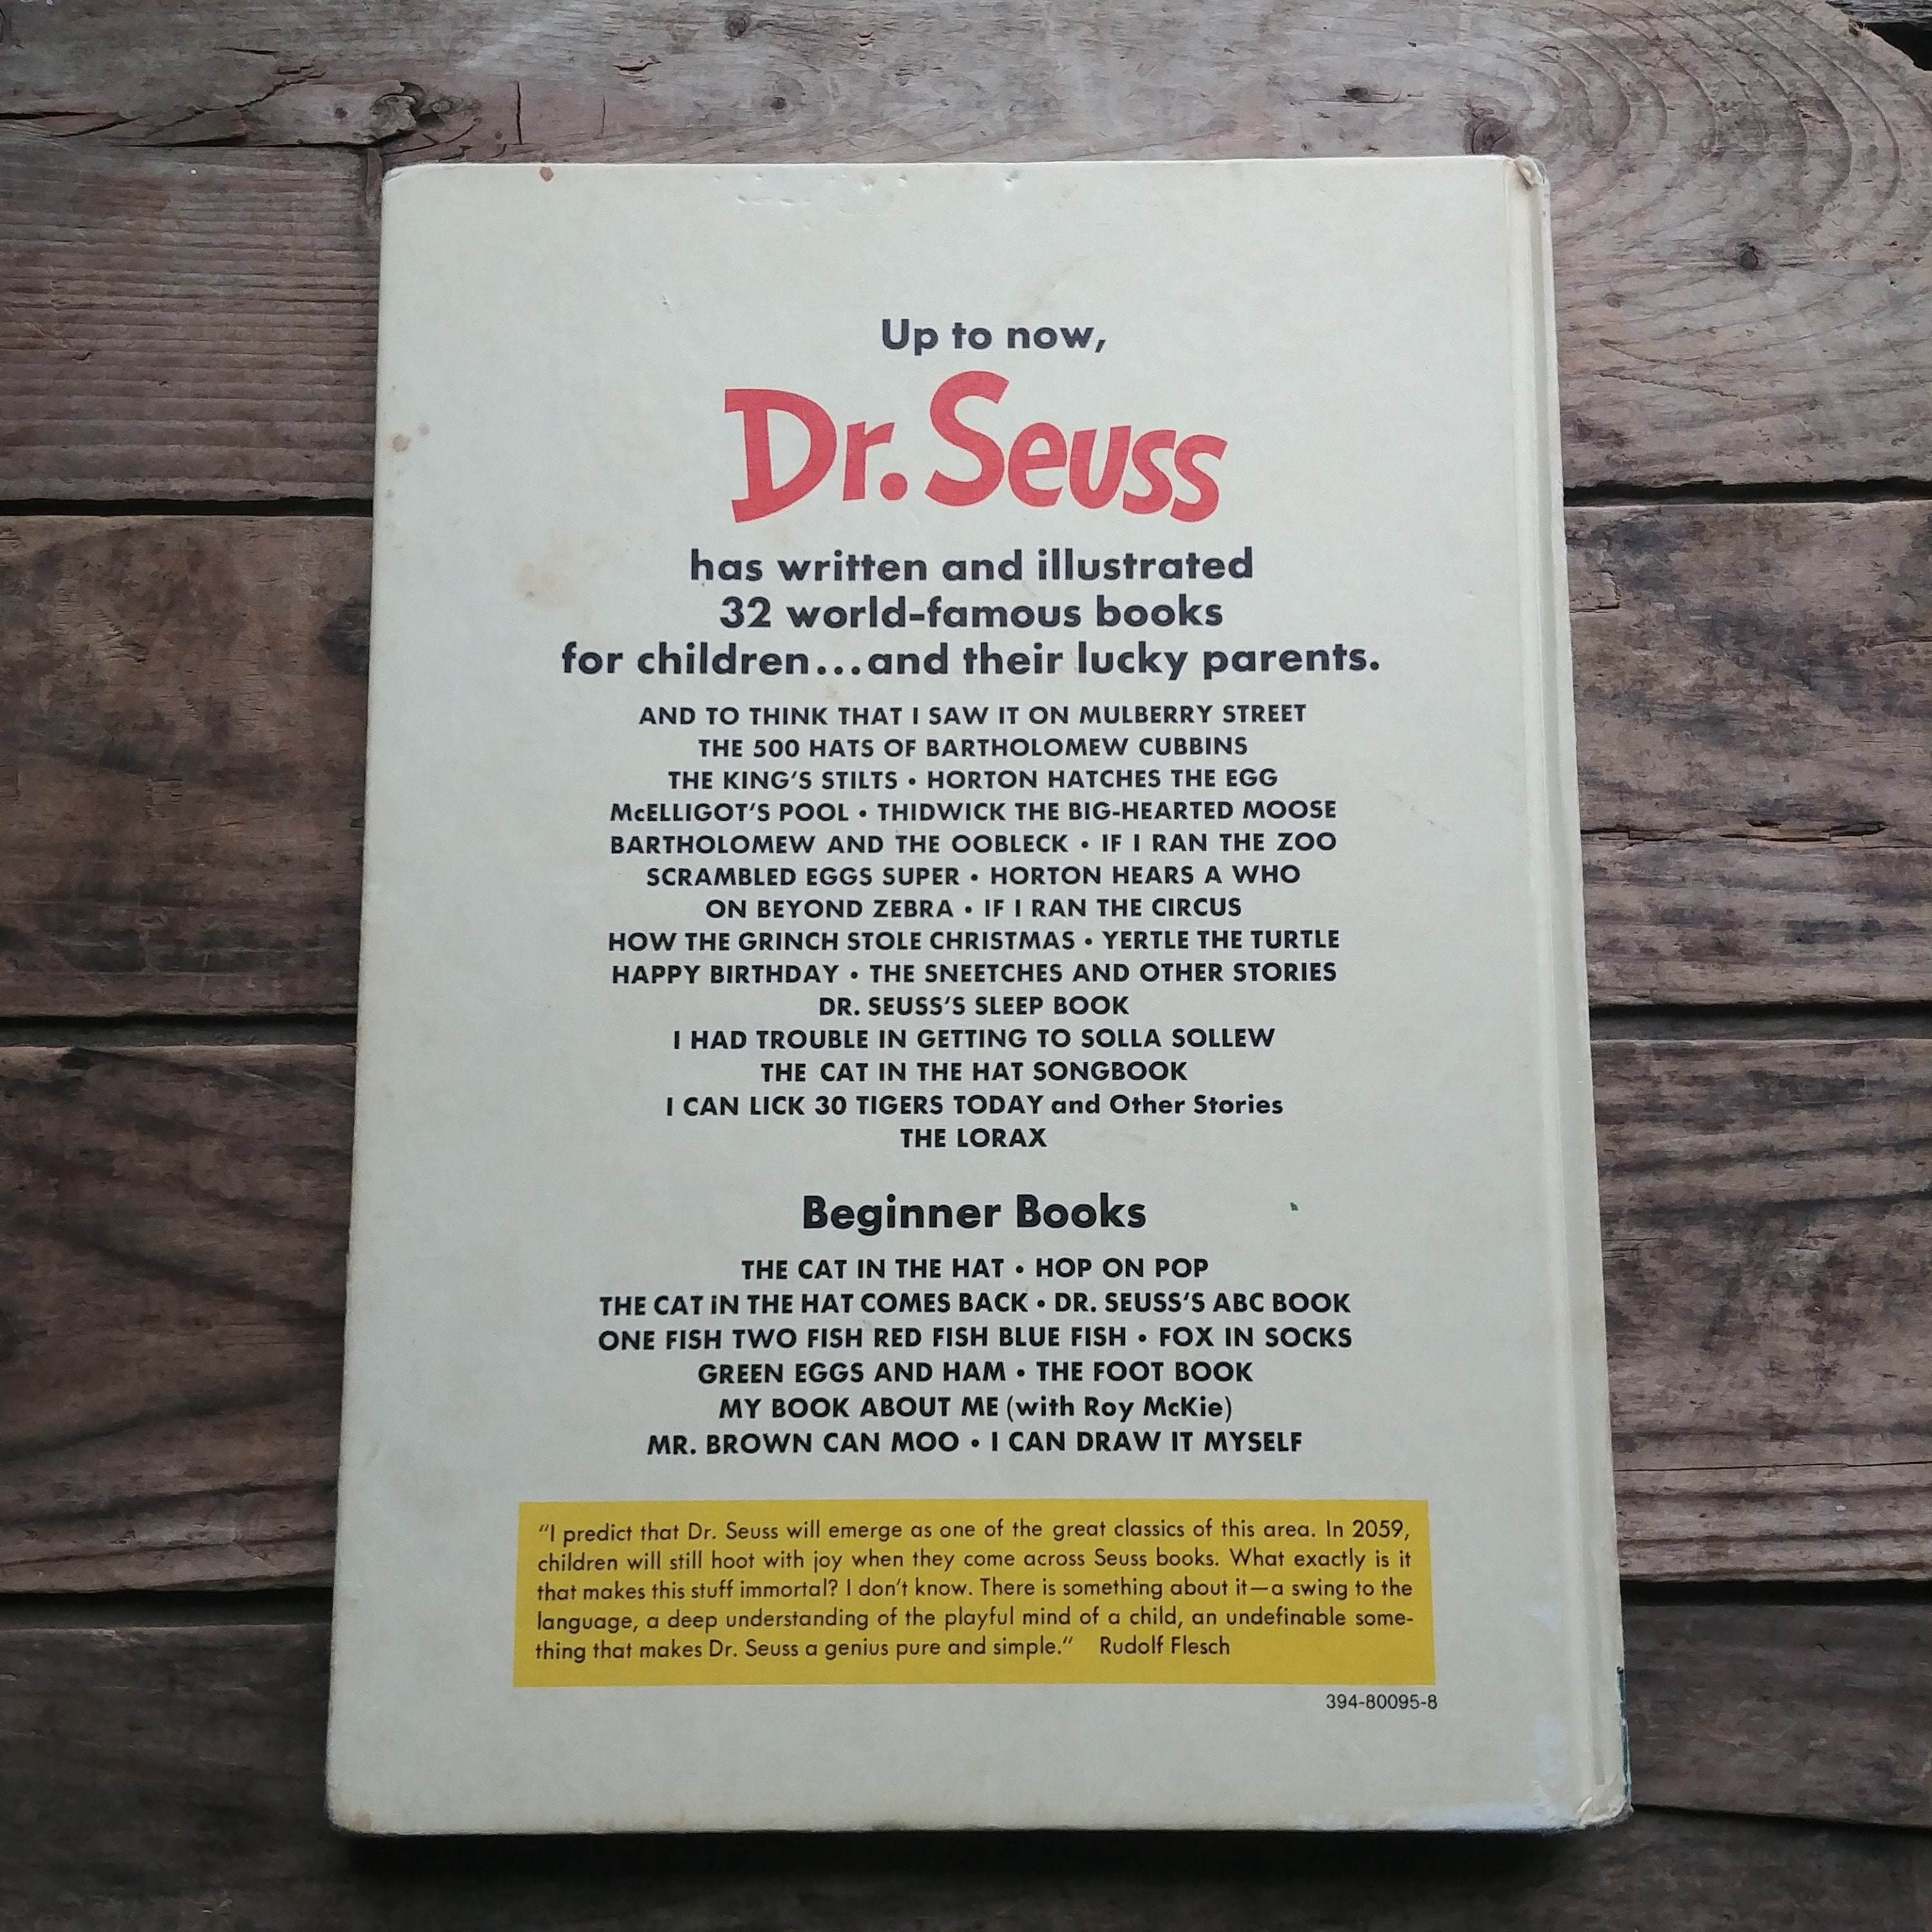 Up to now,
Dr. Seuss
has written and illustrated
32 world-famous books
for children...and their lucky parents.
AND TO THINK THAT I SAW IT ON MULBERRY STREET
THE 500 HATS OF BARTHOLOMEW CUBBINS
THE KING'S STILTS • HORTON HATCHES THE EGG
McELLIGOT'S POOL • THIDWICK THE BIG-HEARTED MOOSE
BARTHOLOMEW AND THE OOBLECK • IF I RAN THE ZOO
SCRAMBLED EGGS SUPER • HORTON HEARS A WHO
ON BEYOND ZEBRA • IF I RAN THE CIRCUS
HOW THE GRINCH STOLE CHRISTMAS • YERTLE THE TURTLE
HAPPY BIRTHDAY • THE SNEETCHES AND OTHER STORIES
DR. SEUSS'S SLEEP BOOK
I HAD TROUBLE IN GETTING TO SOLLA SOLLEW
THE CAT IN THE HAT SONGBOOK
I CAN LICK 30 TIGERS TODAY and Other Stories
THE LORAX
Beginner Books
THE CAT IN THE HAT • HOP ON POP
THE CAT iN THE HAT COMES BACK • DR. SEUSS'S ABC BOOK
ONE FISH TWO FISH RED FISH BLUE FISH • FOX IN SOCKS
GREEN EGGS AND HAM • THE FOOT BOOK
MY BOOK ABOUT ME (with Roy McKie)
MR. BROWN CAN MOO • I CAN DRAW IT MYSELF
"I predict that Dr. Seuss will emerge as one of the great classics of this area. In 2059,
children will still hoot with joy when they come across Seuss books. What exactly is it
that makes this stuff immortal? I don't know. There is something about it—a swing to the
language, a deep understanding of the playful mind of a child, an undefinable some-
thing that makes Dr. Seuss a genius pure and simple." Rudolf Flesch
394-80095-8